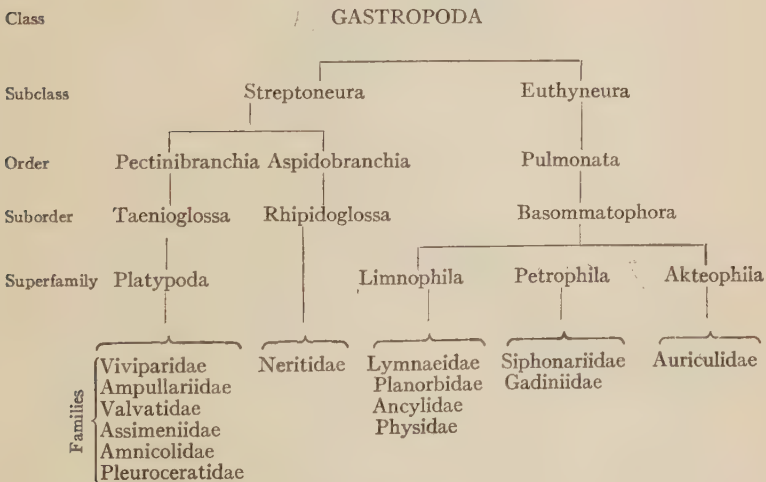 Class GASTROPODA
Subclass Streptoneura Euthyneura
Order Pectinibranchia Aspidobranchia Pulmonata
Suborder Taenioglossa Rhipidoglossa Basommatophora
Superfamily Platypoda Limnophila Petrophila Akteophila
Families
Viviparidae Neritidae Lymnaeidae Siphonariidae Auriculidae
Ampullariidae Planorbidae Gadiniidae
Valvatidae Ancylidae
Assimeniidae Physidae
Amnicolidae
Pleuroceratidae